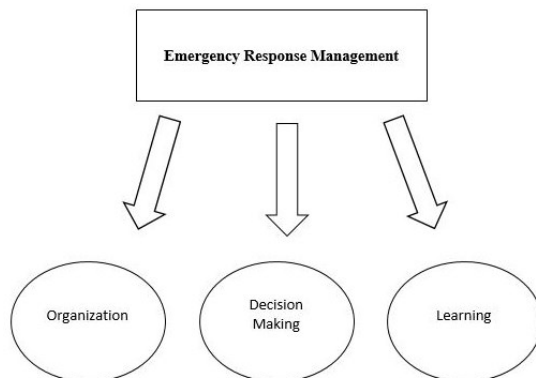 Emergency Response Management
Organization
Decision
Making
Learning